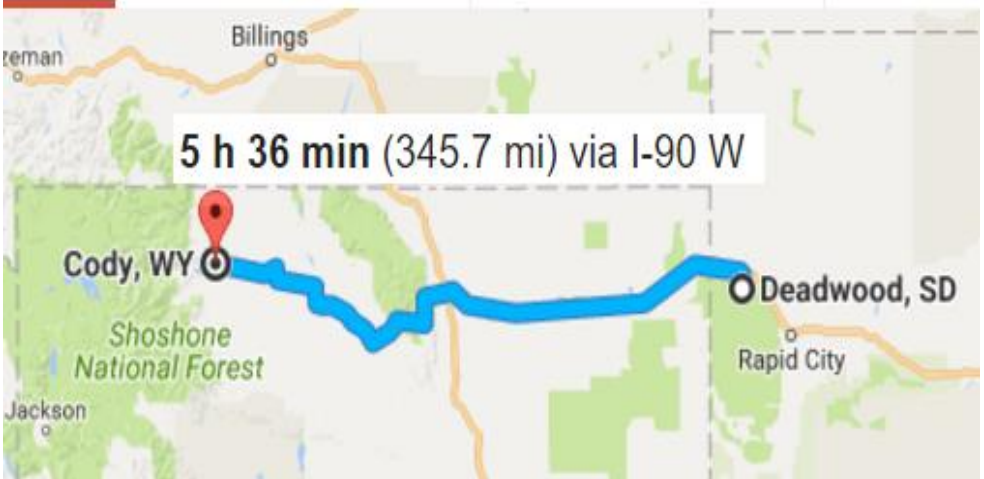 Billings
zeman
5 h 36 min (345.7 mi) via I-90 W
Cody, WY
Deadwood, SD
Shoshone
National Forest
Rapid City
Jackson